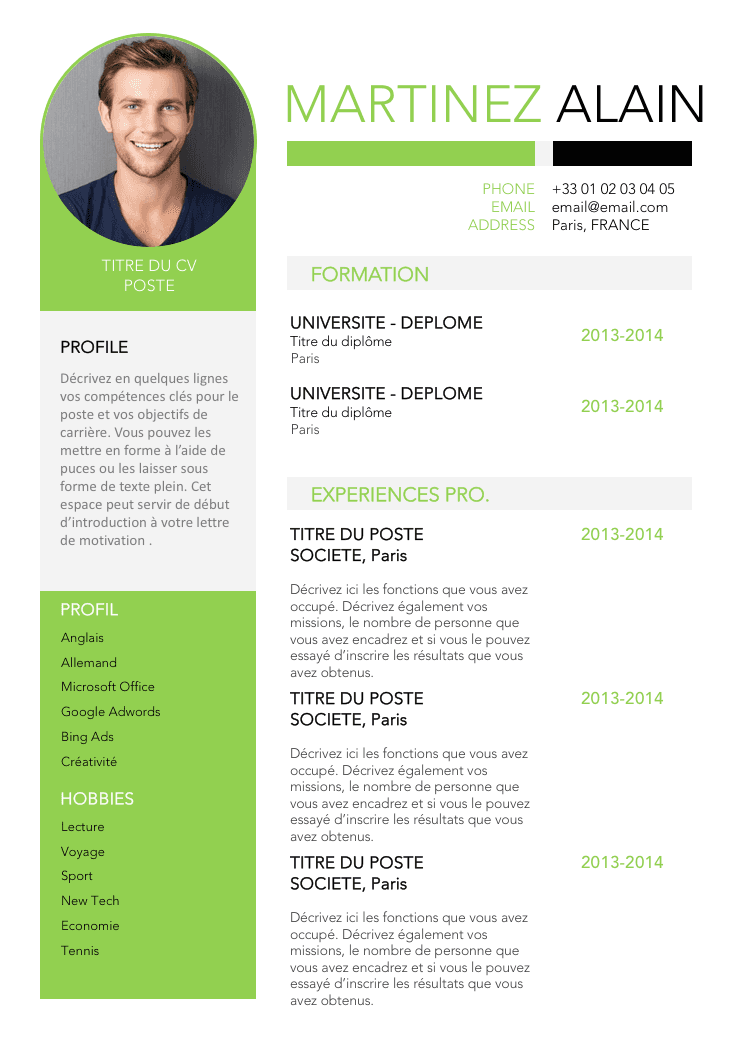 MARTINEZ ALAIN
PHONE +33 01 02 03 04 05
EMAIL email@email.com
ADDRESS Paris, FRANCE
TITRE DU CV
POSTE
PROFILE
Décrivez en quelques lignes
vos compétences clés pour le
poste et vos objectifs de
carrière. Vous pouvez les
mettre en forme à l’aide de
puces ou les laisser sous
forme de texte plein. Cet
espace peut servir de début
d’introduction à votre lettre
de motivation .
PROFIL
Anglais
Allemand
Microsoft Office
Google Adwords
Bing Ads
Créativité
HOBBIES
Lecture
Voyage
Sport
New Tech
Economie
Tennis
FORMATION
UNIVERSITE - DEPLOME
2013-2014
Titre du diplôme
Paris
UNIVERSITE - DEPLOME
2013-2014
Titre du diplôme
Paris
EXPERIENCES PRO.
TITRE DU POSTE 2013-2014
SOCIETE, Paris
Décrivez ici les fonctions que vous avez
occupé. Décrivez également vos
missions, le nombre de personne que
vous avez encadrez et si vous le pouvez
essayé d’inscrire les résultats que vous
avez obtenus.
TITRE DU POSTE 2013-2014
SOCIETE, Paris
Décrivez ici les fonctions que vous avez
occupé. Décrivez également vos
missions, le nombre de personne que
vous avez encadrez et si vous le pouvez
essayé d’inscrire les résultats que vous
avez obtenus.
TITRE DU POSTE 2013-2014
SOCIETE, Paris
Décrivez ici les fonctions que vous avez
occupé. Décrivez également vos
missions, le nombre de personne que
vous avez encadrez et si vous le pouvez
essayé d’inscrire les résultats que vous
avez obtenus.